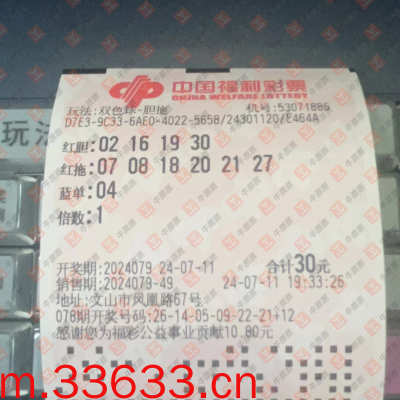 中国福利彩票
CHINA WELFARE LOTTERY
玩法:双色球-胆拖 机号:53071886
D7E3-9C33-6AE0-4022-5658/24301120/E464A
红胆:02 16 19 30
红拖:07 08 18 20 21 27
蓝单:04
倍数:1
开奖期:2024079 24-07-11 合计30元
销售期:2024079-49 24-07-11 19:33:26
地址:文山市凤凰路67号
078期开奖号码:26-14-05-09-22-21+12
感谢您为福彩公益事业贡献10.80元
玩法
m.33633.cn